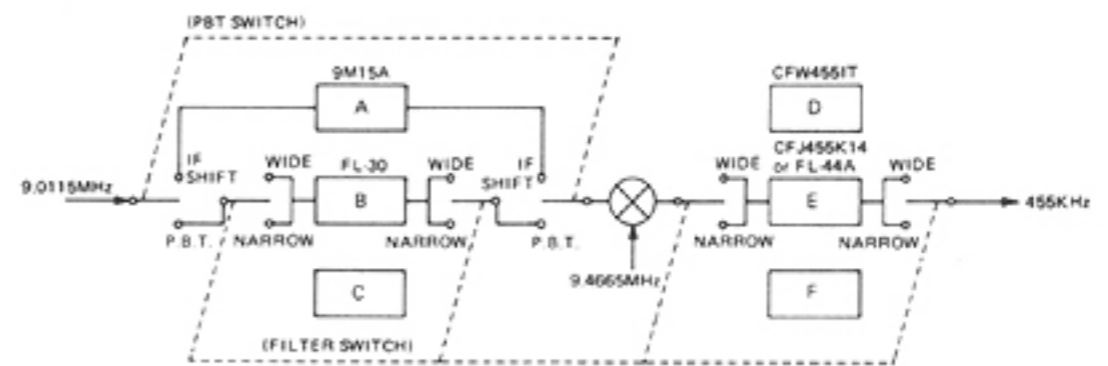 (PBT SWITCH)
9M15A
A
CFW455IT
D
IF SHIFT
WIDE
FL-30
B
WIDE
IF SHIFT
WIDE
CFJ455K14
or FL-44A
E
WIDE
9.0115MHz
455KHz
P.B.T.
NARROW
NARROW
P.B.T.
NARROW
NARROW
9.4665MHz
C
F
(FILTER SWITCH)